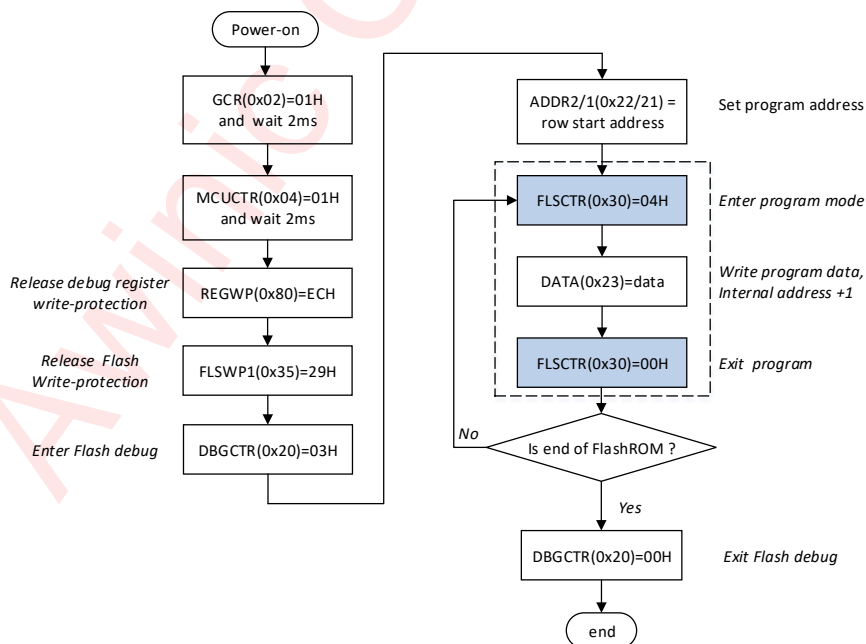 Power-on
GCR(0x02)=01H
and wait 2ms
MCUCTR(0x04)=01H
and wait 2ms
Release debug register
write-protection
REGWP(0x80)=ECH
Release Flash
Write-protection
FLSWP1(0x35)=29H
Enter Flash debug
DBGCTR(0x20)=03H
ADDR2/1(0x22/21) =
row start address
Set program address
FLSCTR(0x30)=04H
Enter program mode
DATA(0x23)=data
Write program data,
Internal address +1
FLSCTR(0x30)=00H
Exit program
No
Is end of FlashROM ?
Yes
DBGCTR(0x20)=00H
Exit Flash debug
end
Awinic